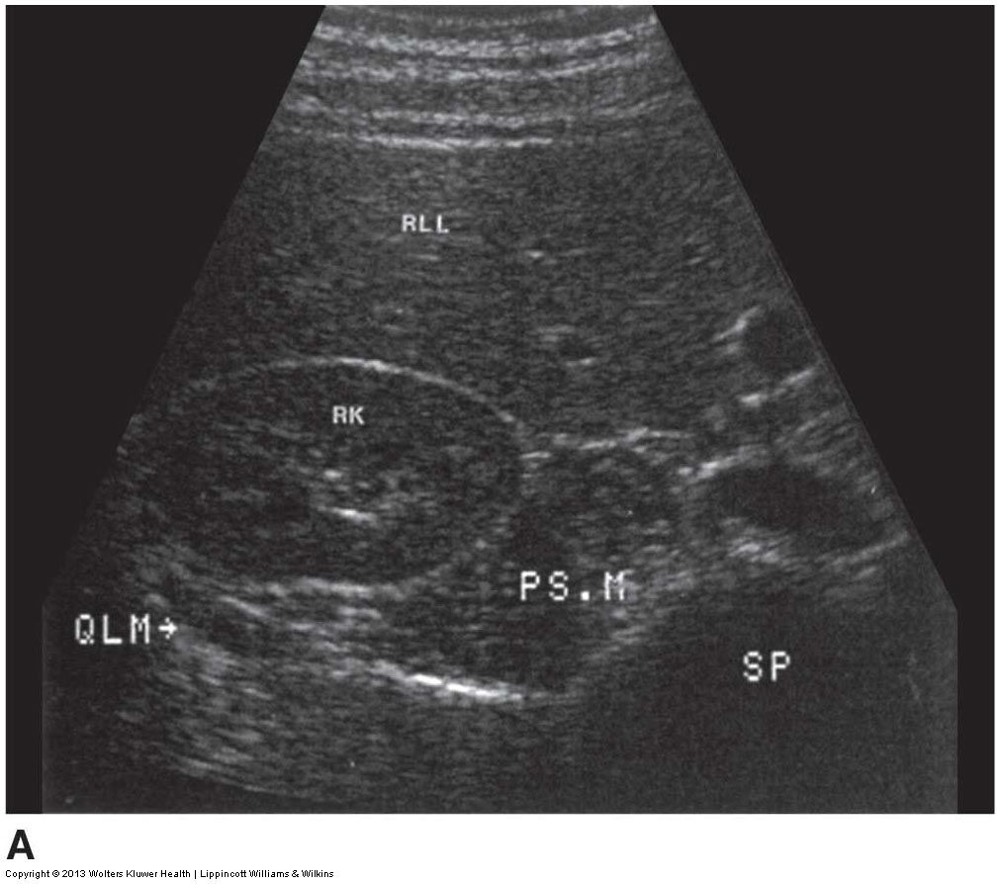 RLL
RK
PS.M
QLM→
SP
A
Copyright © 2013 Wolters Kluwer Health | Lippincott Williams & Wilkins